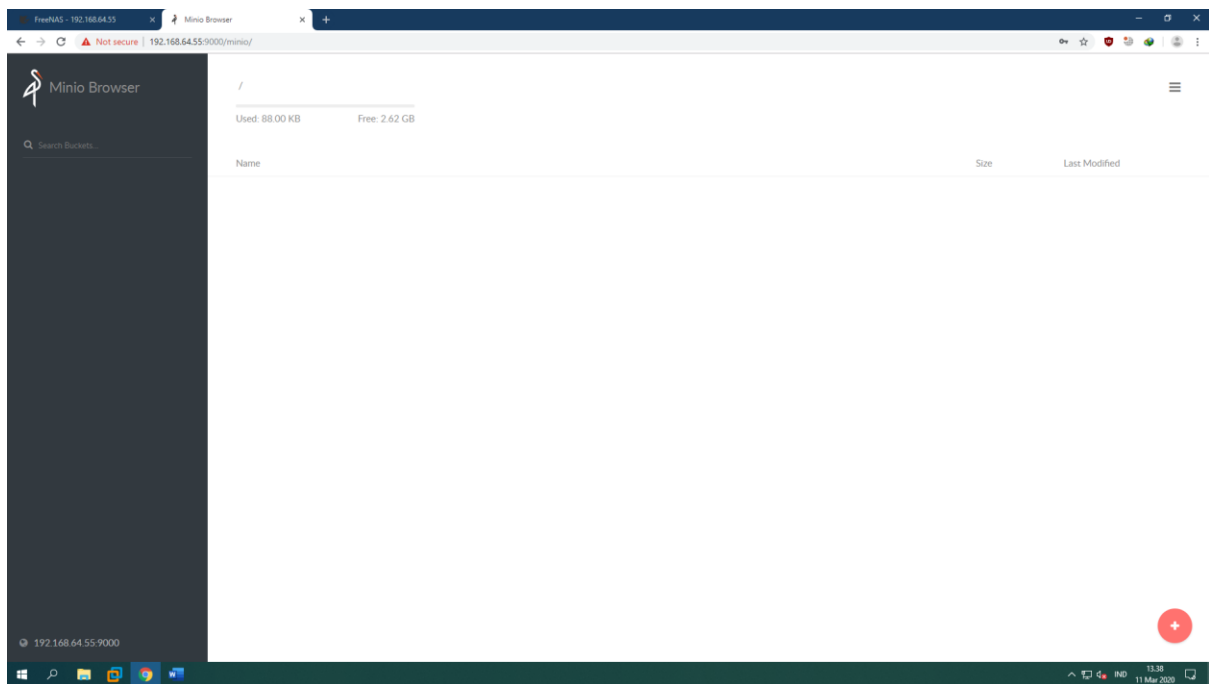 FreeNAS - 192.168.64.55
Minio Browser
Not secure | 192.168.64.55:9000/minio/
Minio Browser
/
Used: 88.00 KB Free: 2.62 GB
Search Buckets...
Name Size Last Modified
192.168.64.55:9000
IND
13.38
11 Mar 2020